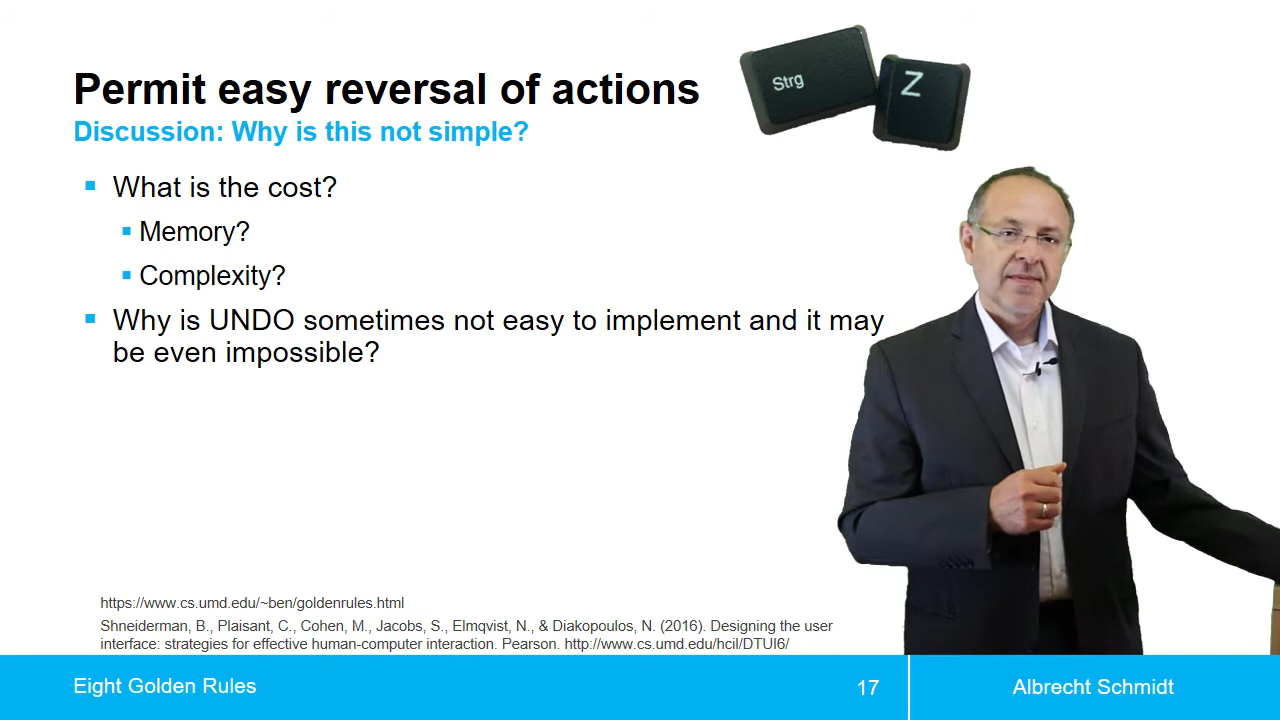 Permit easy reversal of actions
Strg
Z
Discussion: Why is this not simple?
What is the cost?
Memory?
Complexity?
Why is UNDO sometimes not easy to implement and it may
be even impossible?
https://www.cs.umd.edu/~ben/goldenrules.html
Shneiderman, B., Plaisant, C., Cohen, M., Jacobs, S., Elmqvist, N., & Diakopoulos, N. (2016). Designing the user
interface: strategies for effective human-computer interaction. Pearson. http://www.cs.umd.edu/hcil/DTUI6/
Eight Golden Rules
17
Albrecht Schmidt